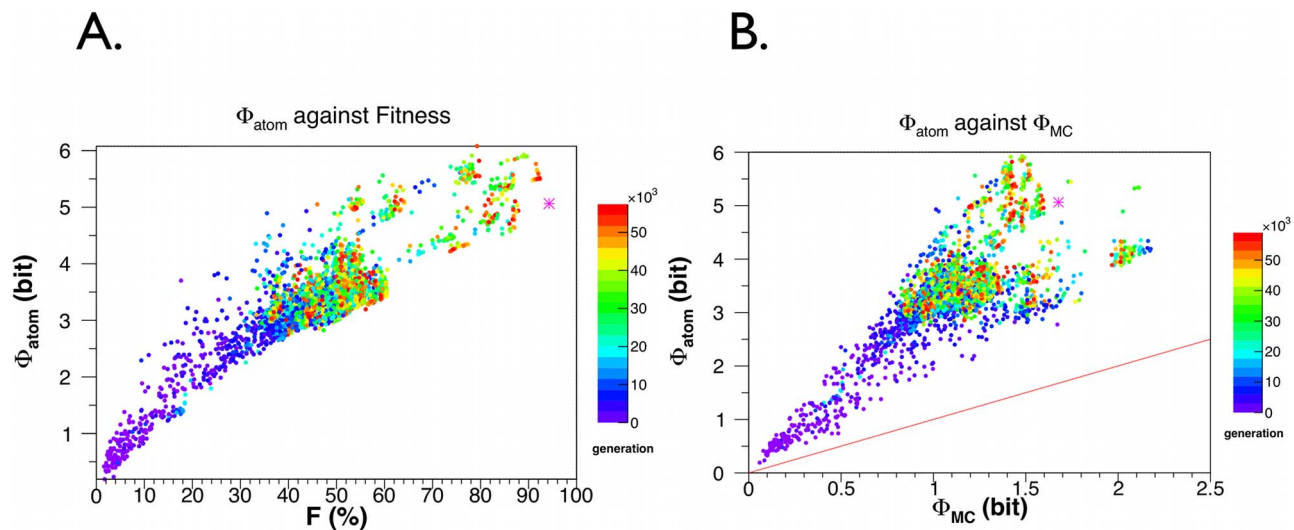 A.
Φatom against Fitness
Φatom (bit)
6
5
4
3
2
1
0 10 20 30 40 50 60 70 80 90 100
F (%)
×10³
50
40
30
20
10
0
generation
B.
Φatom against ΦMC
Φatom (bit)
6
5
4
3
2
1
0
0 0.5 1 1.5 2 2.5
ΦMC (bit)
×10³
50
40
30
20
10
0
generation